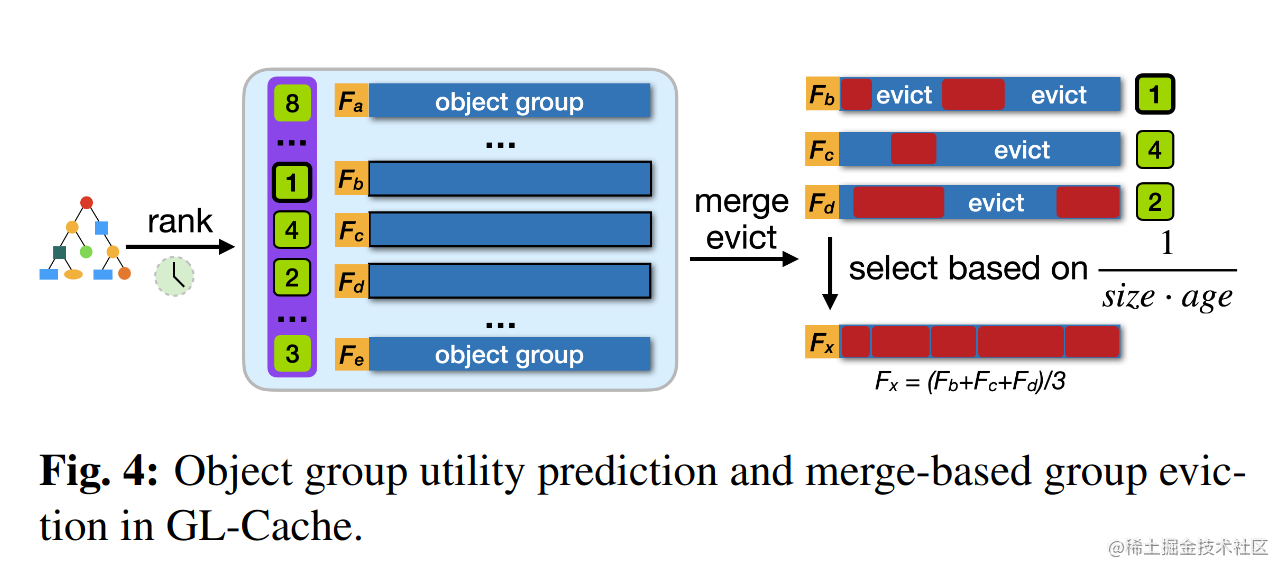 8 Fa object group
... ...
1 Fb
rank 4 Fc
2 Fd
... ...
3 Fe object group
merge
evict
Fb evict evict 1
Fc evict 4
Fd evict 2
select based on 1 / size · age
Fx
Fx = (Fb+Fc+Fd)/3
Fig. 4: Object group utility prediction and merge-based group evic-
tion in GL-Cache.
@稀土掘金技术社区